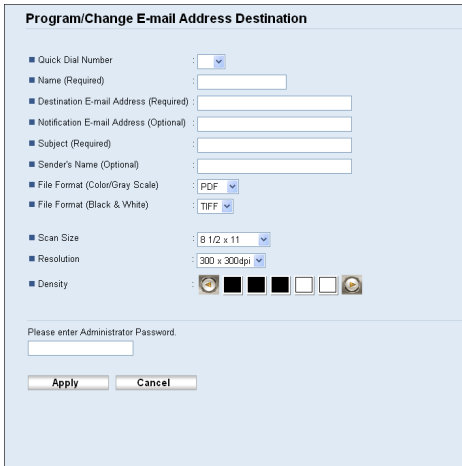 Program/Change E-mail Address Destination
Quick Dial Number :
Name (Required) :
Destination E-mail Address (Required) :
Notification E-mail Address (Optional) :
Subject (Required) :
Sender's Name (Optional) :
File Format (Color/Gray Scale) : PDF
File Format (Black & White) : TIFF
Scan Size : 8 1/2 x 11
Resolution : 300 x 300dpi
Density :
Please enter Administrator Password.
Apply Cancel